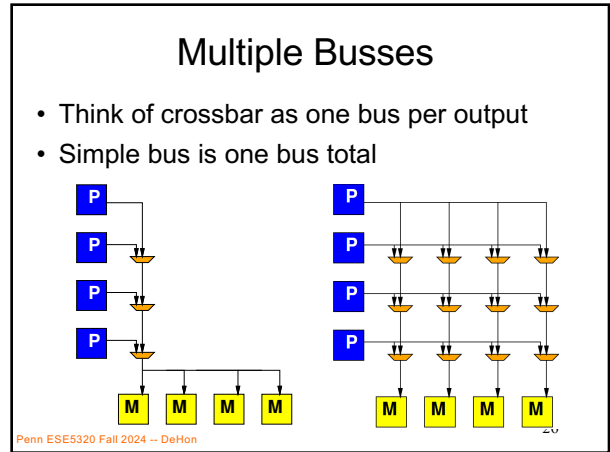 Multiple Busses
• Think of crossbar as one bus per output
• Simple bus is one bus total
P
P
P
P
M M M M
P
P
P
P
M M M M
Penn ESE5320 Fall 2024 -- DeHon